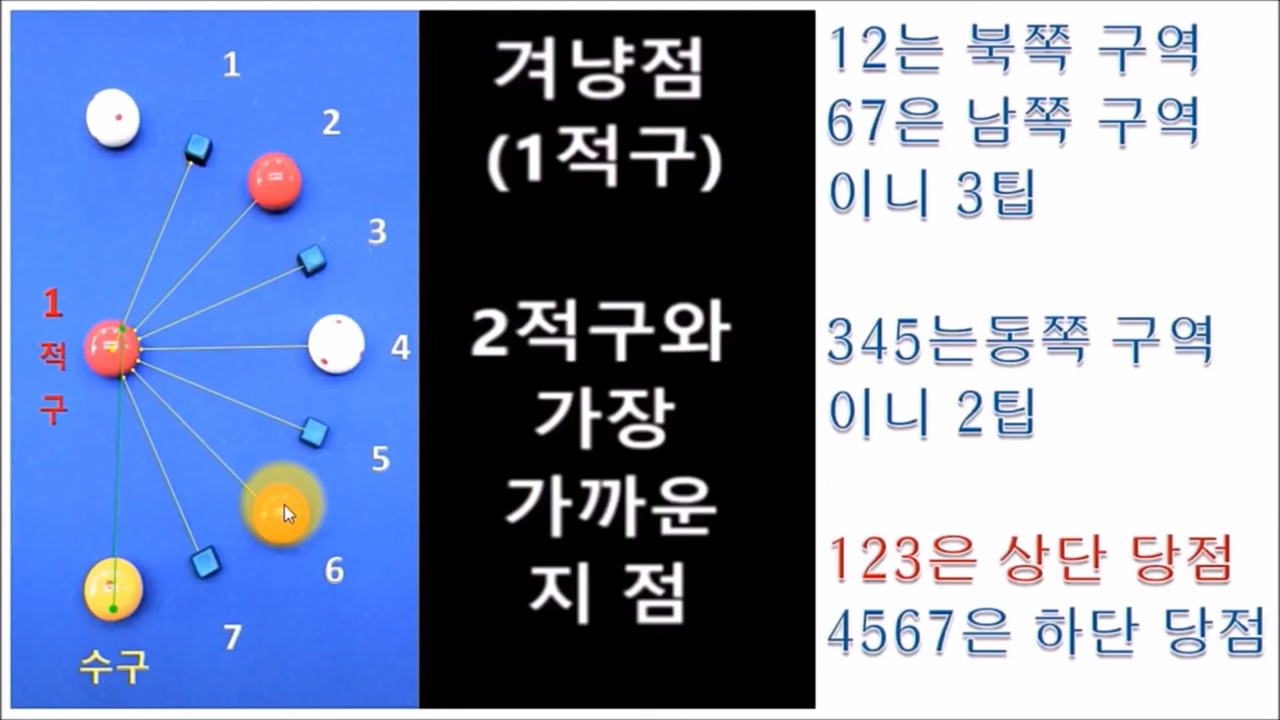 1
2
3
4
5
6
7
1
적
구
수구
겨냥점
(1적구)
2적구와
가장
가까운
지 점
12는 북쪽 구역
67은 남쪽 구역
이니 3팁
345는동쪽 구역
이니 2팁
123은 상단 당점
4567은 하단 당점